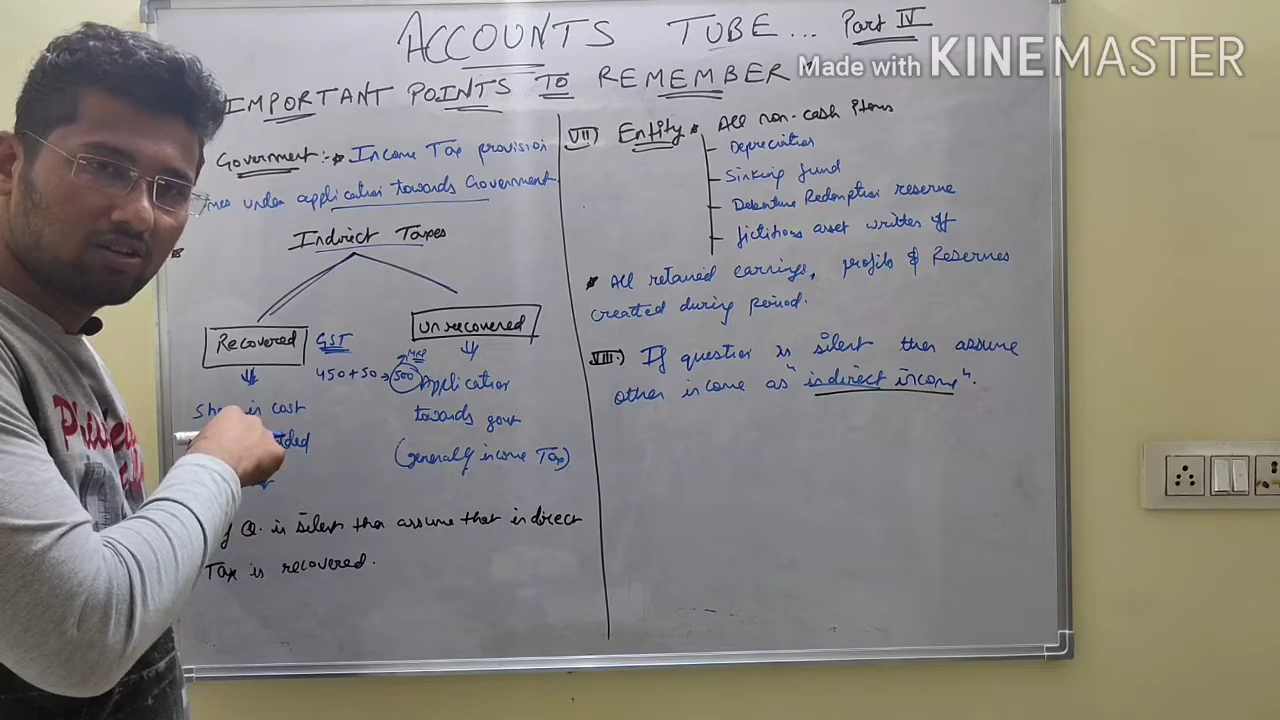 ACCOUNTS TUBE... Part IV
Made with KINEMASTER
IMPORTANT POINTS TO REMEMBER
Government:- Income Tax provision
under application towards Government
Indirect Taxes
Recovered
GST
450+50→500
MRP
is cost
Unrecovered
Application
towards govt
(generally income Tax)
Q. is silent then assume that indirect
Tax is recovered.
VII) Entity All non-cash items
- Depreciation
- Sinking fund
- Debenture Redemption reserve
- fictitious asset written off
All retained earnings, profits & Reserves
created during period.
VIII.) If question is silent then assume
other income as "indirect income".